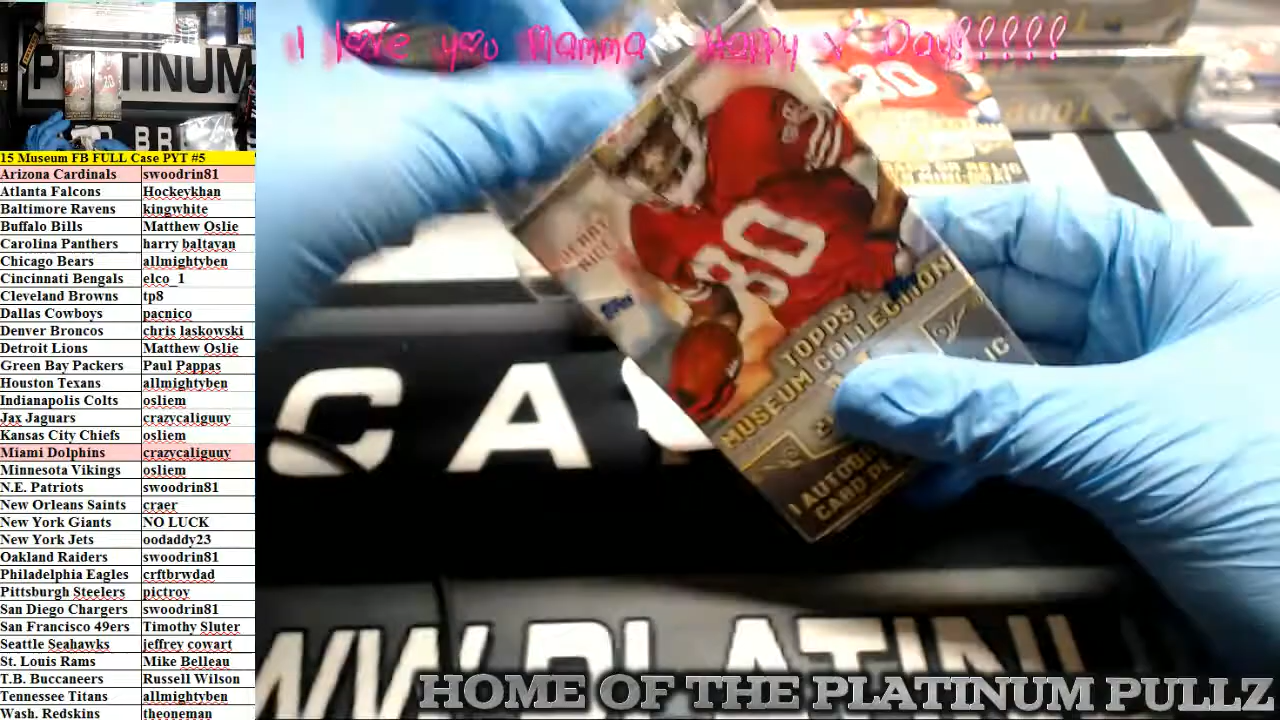 I love you Mamma Happy V Day!!!!!
PLATINUM
15 Museum FB FULL Case PYT #5
Arizona Cardinals swoodrin81
Atlanta Falcons Hockeykhan
Baltimore Ravens kingwhite
Buffalo Bills Matthew Oslie
Carolina Panthers harry baltayan
Chicago Bears allmightyben
Cincinnati Bengals elco_1
Cleveland Browns tp8
Dallas Cowboys pacnico
Denver Broncos chris laskowski
Detroit Lions Matthew Oslie
Green Bay Packers Paul Pappas
Houston Texans allmightyben
Indianapolis Colts osliem
Jax Jaguars crazycaliguuy
Kansas City Chiefs osliem
Miami Dolphins crazycaliguuy
Minnesota Vikings osliem
N.E. Patriots swoodrin81
New Orleans Saints craer
New York Giants NO LUCK
New York Jets oodaddy23
Oakland Raiders swoodrin81
Philadelphia Eagles crftbrwdad
Pittsburgh Steelers pictroy
San Diego Chargers swoodrin81
San Francisco 49ers Timothy Sluter
Seattle Seahawks jeffrey cowart
St. Louis Rams Mike Belleau
T.B. Buccaneers Russell Wilson
Tennessee Titans allmightyben
Wash. Redskins theoneman
80
JERRY
RICE
Topps
80
TOPPS
MUSEUM COLLECTION
CA
WW.PLATINU
HOME OF THE PLATINUM PULLZ